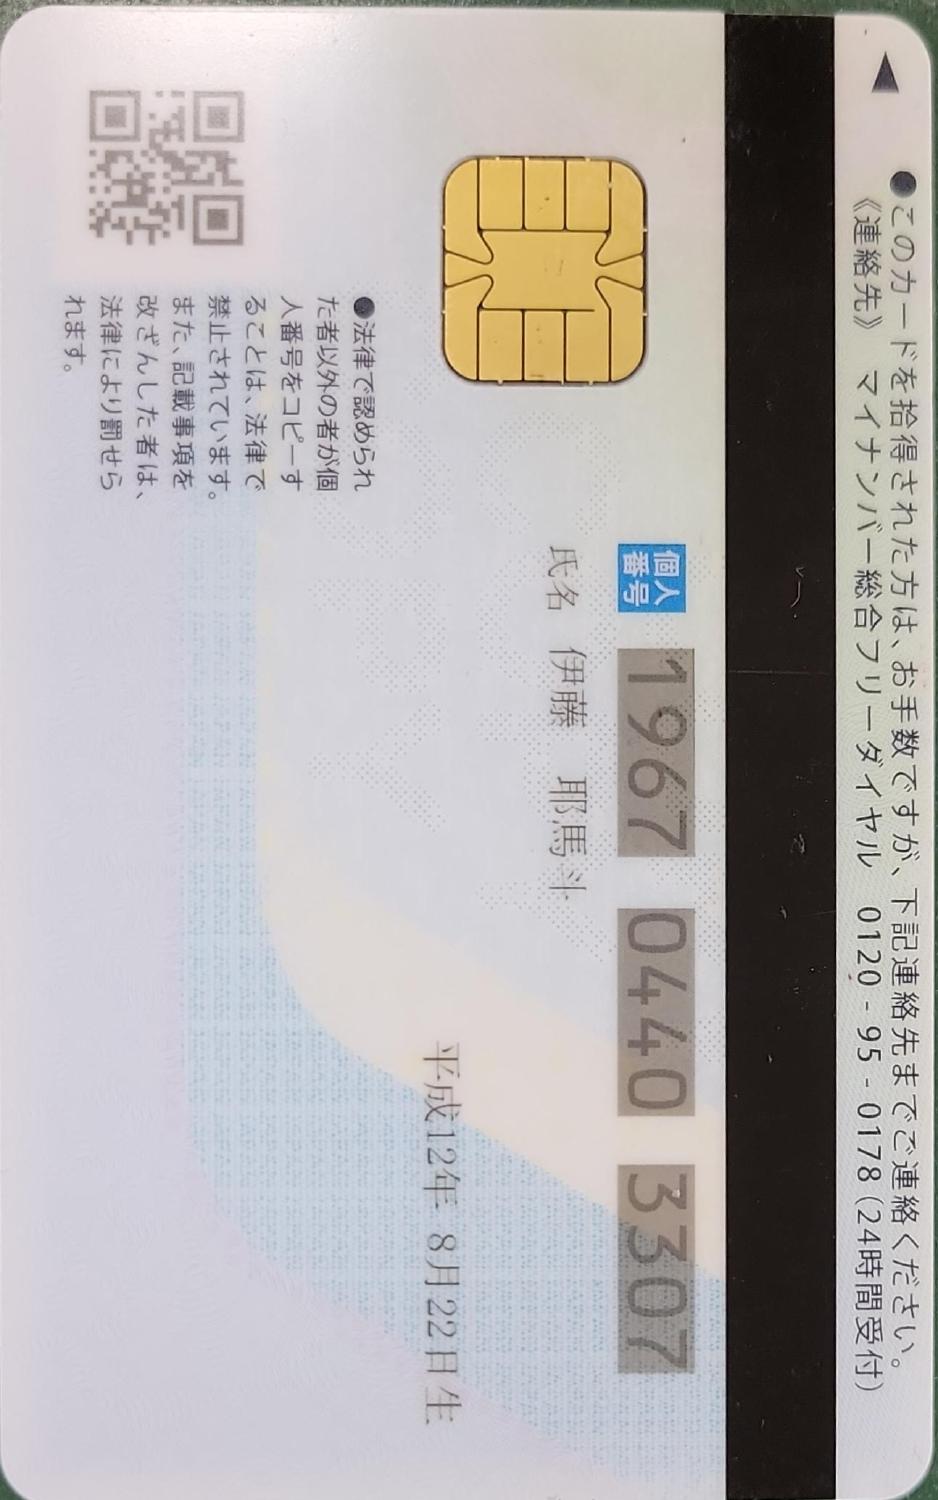 ●このカードを拾得された方は、お手数ですが、下記連絡先までご連絡ください。
《連絡先》 マイナンバー総合フリーダイヤル 0120 - 95 - 0178 (24時間受付)
個人番号 1967 0440 3307
氏名 伊藤 耶馬斗
平成12年 8月22日生
●法律で認められ
た者以外の者が個
人番号をコピーす
ることは、法律で
禁止されています。
また、記載事項を
改ざんした者は、
法律により罰せら
れます。